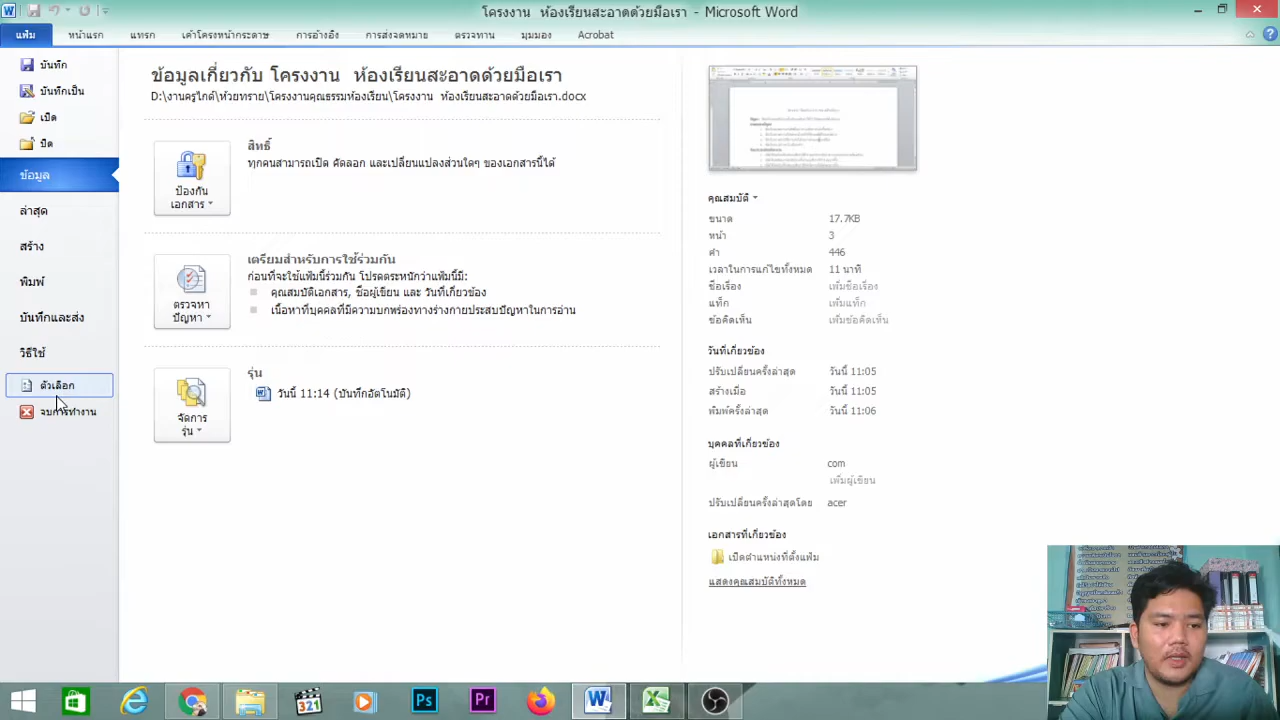 โครงงาน ห้องเรียนสะอาดด้วยมือเรา - Microsoft Word
แฟ้ม หน้าแรก แทรก เค้าโครงหน้ากระดาษ การอ้างอิง การส่งจดหมาย ตรวจทาน มุมมอง Acrobat
บันทึก
บันทึกเป็น
เปิด
ปิด
ข้อมูล
ล่าสุด
สร้าง
พิมพ์
บันทึกและส่ง
วิธีใช้
ตัวเลือก
จบการทำงาน
ข้อมูลเกี่ยวกับ โครงงาน ห้องเรียนสะอาดด้วยมือเรา
D:\งานครูไกด์\ห้วยทราย\โครงงานคุณธรรมห้องเรียน\โครงงาน ห้องเรียนสะอาดด้วยมือเรา.docx
ป้องกัน
เอกสาร
สิทธิ์
ทุกคนสามารถเปิด คัดลอก และเปลี่ยนแปลงส่วนใดๆ ของเอกสารนี้ได้
ตรวจหา
ปัญหา
เตรียมสำหรับการใช้ร่วมกัน
ก่อนที่จะใช้แฟ้มนี้ร่วมกัน โปรดตระหนักว่าแฟ้มนี้มี:
คุณสมบัติเอกสาร, ชื่อผู้เขียน และ วันที่เกี่ยวข้อง
เนื้อหาที่บุคคลที่มีความบกพร่องทางร่างกายประสบปัญหาในการอ่าน
จัดการ
รุ่น
รุ่น
วันนี้ 11:14 (บันทึกอัตโนมัติ)
คุณสมบัติ
ขนาด 17.7KB
หน้า 3
คำ 446
เวลาในการแก้ไขทั้งหมด 11 นาที
ชื่อเรื่อง เพิ่มชื่อเรื่อง
แท็ก เพิ่มแท็ก
ข้อคิดเห็น เพิ่มข้อคิดเห็น
วันที่เกี่ยวข้อง
ปรับเปลี่ยนครั้งล่าสุด วันนี้ 11:05
สร้างเมื่อ วันนี้ 11:05
พิมพ์ครั้งล่าสุด วันนี้ 11:06
บุคคลที่เกี่ยวข้อง
ผู้เขียน com
เพิ่มผู้เขียน
ปรับเปลี่ยนครั้งล่าสุดโดย acer
เอกสารที่เกี่ยวข้อง
เปิดตำแหน่งที่ตั้งแฟ้ม
แสดงคุณสมบัติทั้งหมด
321
Ps
Pr